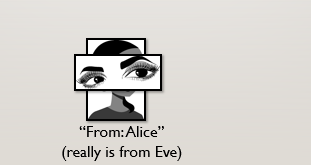 “From: Alice”
(really is from Eve)